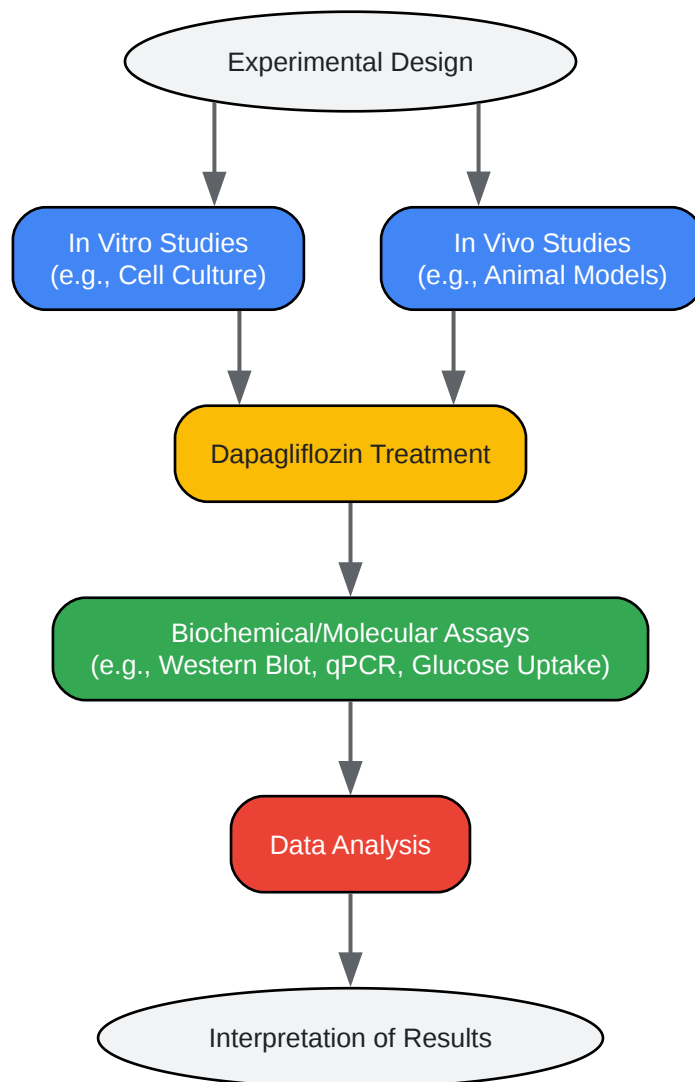 Experimental Design
In Vitro Studies
(e.g., Cell Culture)
In Vivo Studies
(e.g., Animal Models)
Dapagliflozin Treatment
Biochemical/Molecular Assays
(e.g., Western Blot, qPCR, Glucose Uptake)
Data Analysis
Interpretation of Results